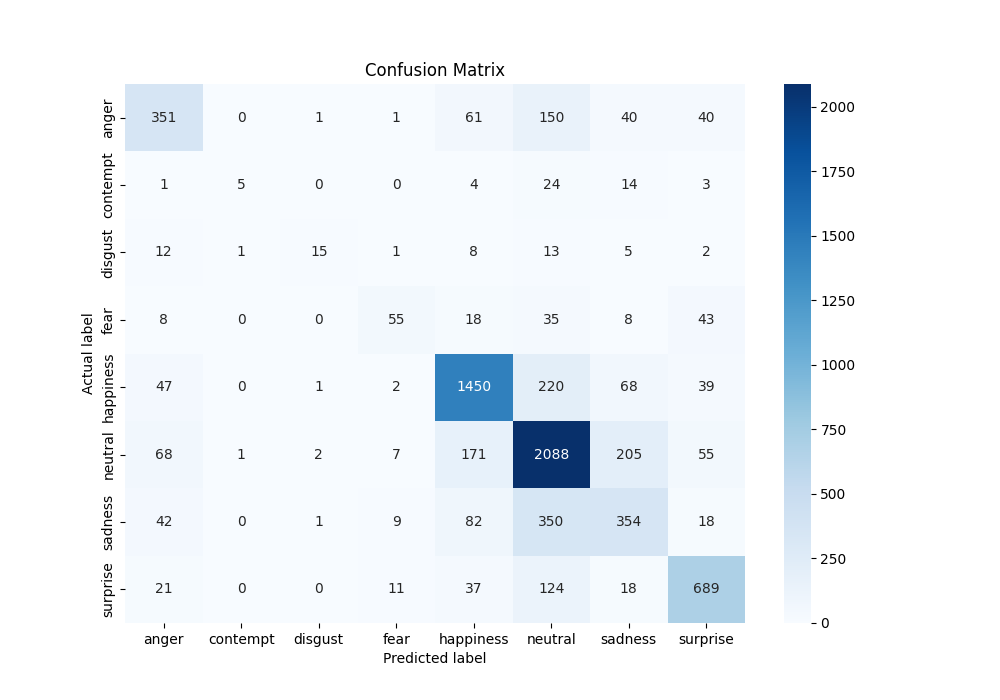 Confusion Matrix
anger 351 0 1 1 61 150 40 40
contempt 1 5 0 0 4 24 14 3
disgust 12 1 15 1 8 13 5 2
fear 8 0 0 55 18 35 8 43
happiness 47 0 1 2 1450 220 68 39
neutral 68 1 2 7 171 2088 205 55
sadness 42 0 1 9 82 350 354 18
surprise 21 0 0 11 37 124 18 689
anger contempt disgust fear happiness neutral sadness surprise
Predicted label
Actual label
2000
1750
1500
1250
1000
750
500
250
0